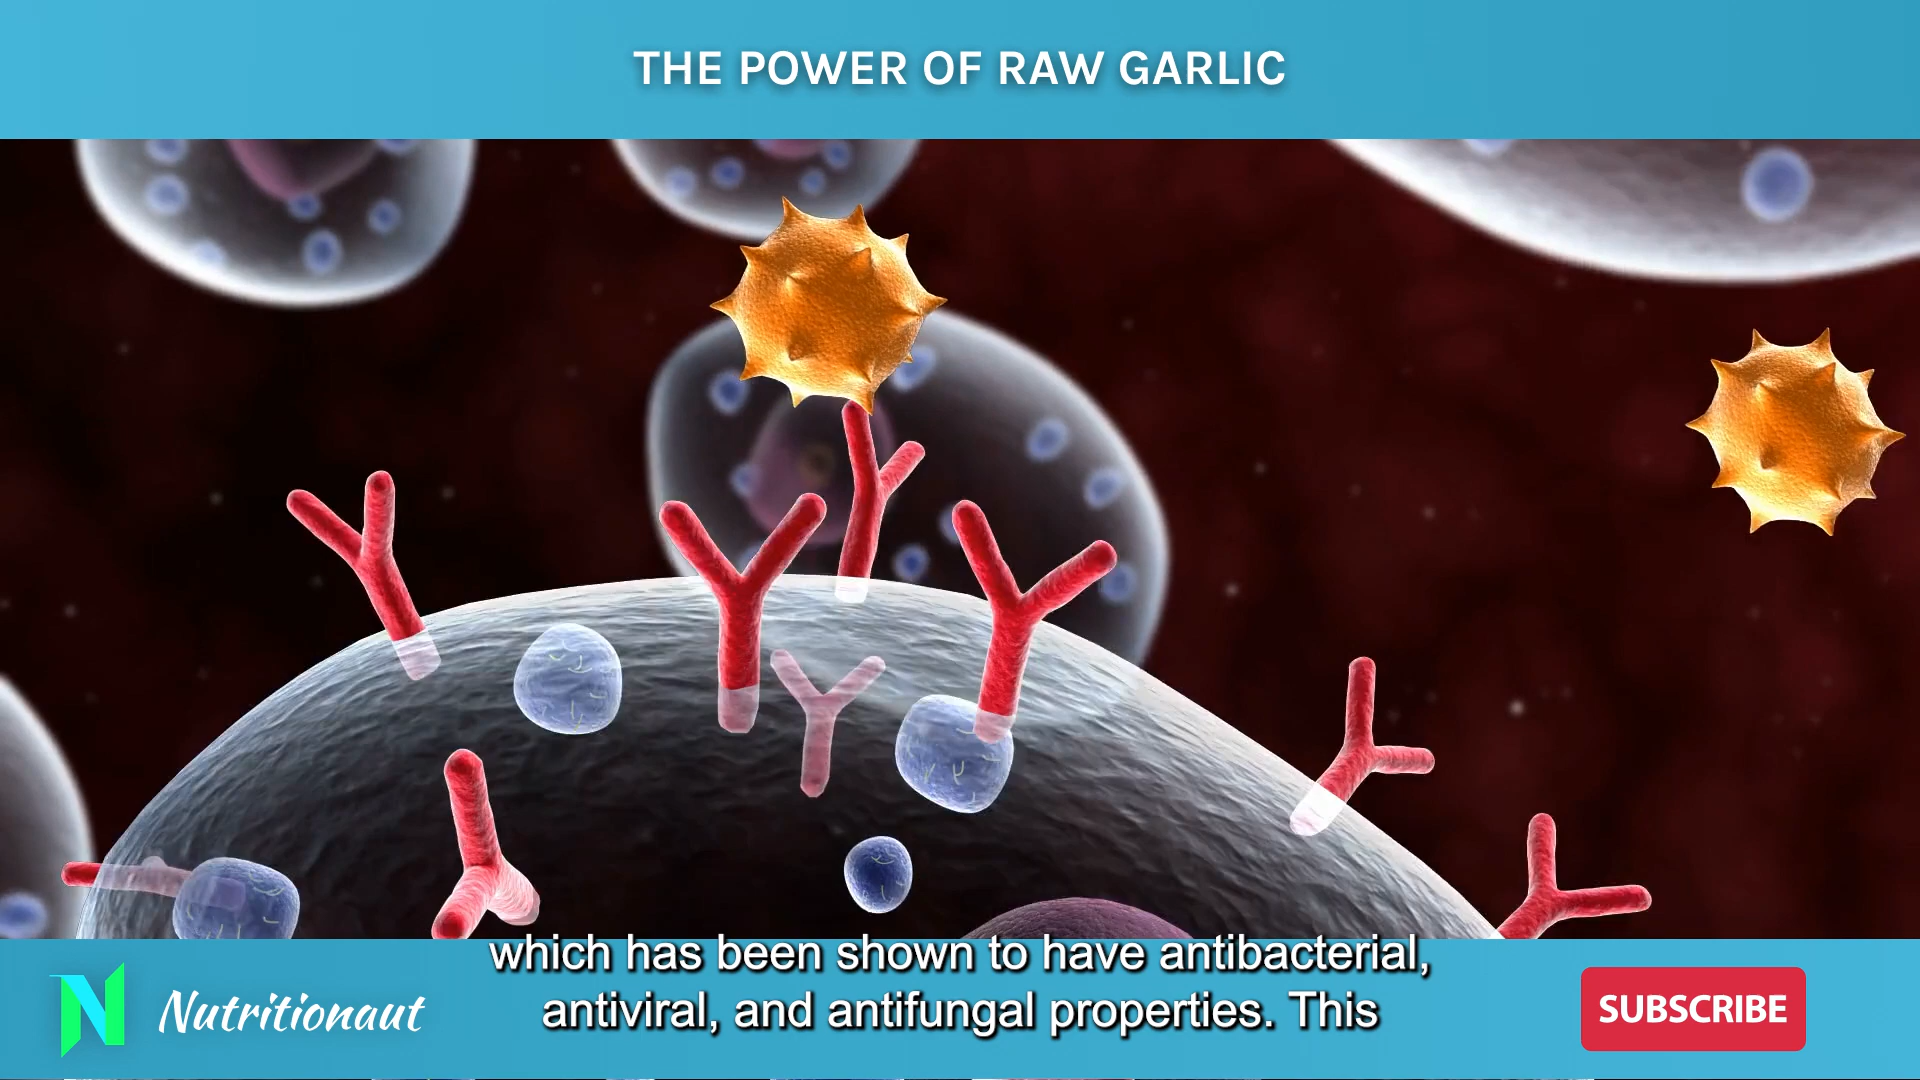 THE POWER OF RAW GARLIC
which has been shown to have antibacterial,
antiviral, and antifungal properties. This
Nutritionaut
SUBSCRIBE